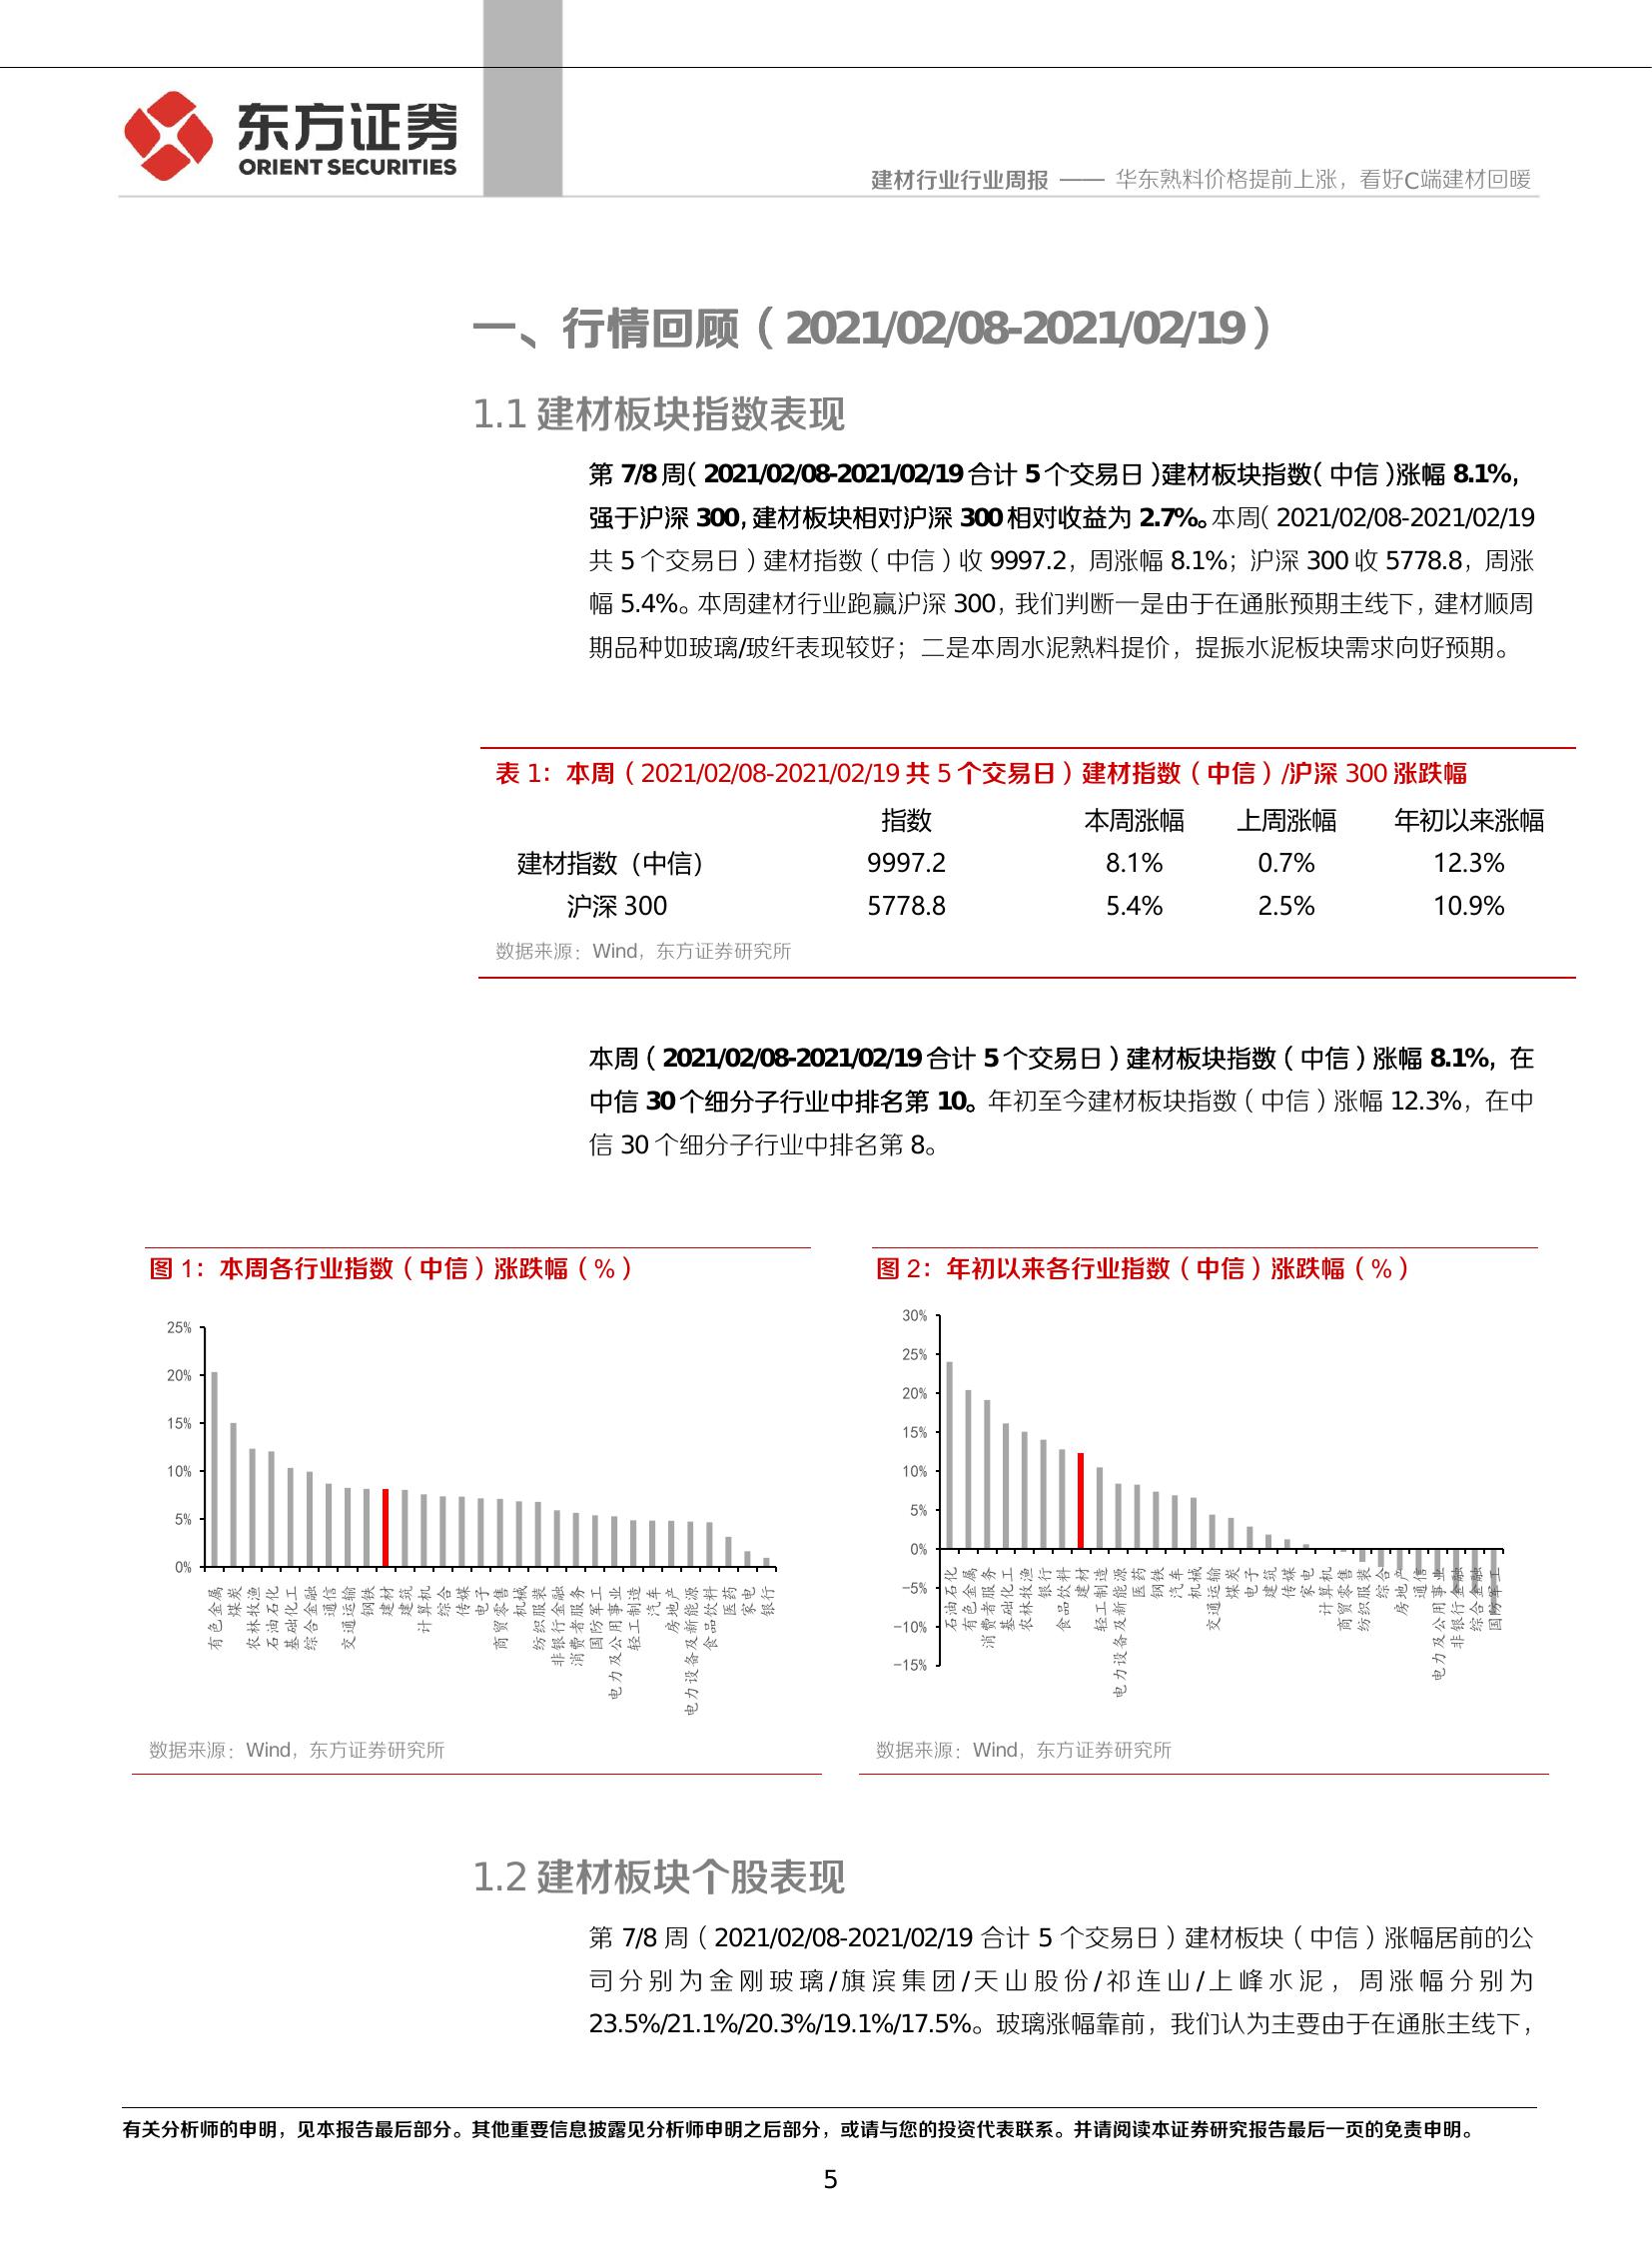 东方证券
ORIENT SECURITIES
建材行业行业周报 —— 华东熟料价格提前上涨，看好C端建材回暖
一、行情回顾（2021/02/08-2021/02/19）
1.1 建材板块指数表现
第 7/8 周（2021/02/08-2021/02/19 合计 5 个交易日）建材板块指数（中信）涨幅 8.1%，
强于沪深 300，建材板块相对沪深 300 相对收益为 2.7%。本周（2021/02/08-2021/02/19
共 5 个交易日）建材指数（中信）收 9997.2，周涨幅 8.1%；沪深 300 收 5778.8，周涨
幅 5.4%。本周建材行业跑赢沪深 300，我们判断一是由于在通胀预期主线下，建材顺周
期品种如玻璃/玻纤表现较好；二是本周水泥熟料提价，提振水泥板块需求向好预期。
表 1：本周（2021/02/08-2021/02/19 共 5 个交易日）建材指数（中信）/沪深 300 涨跌幅
指数 本周涨幅 上周涨幅 年初以来涨幅
建材指数（中信） 9997.2 8.1% 0.7% 12.3%
沪深 300 5778.8 5.4% 2.5% 10.9%
数据来源：Wind，东方证券研究所
本周（2021/02/08-2021/02/19 合计 5 个交易日）建材板块指数（中信）涨幅 8.1%，在
中信 30 个细分子行业中排名第 10。年初至今建材板块指数（中信）涨幅 12.3%，在中
信 30 个细分子行业中排名第 8。
图 1：本周各行业指数（中信）涨跌幅（%）
25%
20%
15%
10%
5%
0%
有色金属
煤炭
农林牧渔
石油石化
基础化工
综合金融
通信
交通运输
钢铁
建材
建筑
计算机
综合
传媒
电子
商贸零售
机械
纺织服装
非银行金融
消费者服务
国防军工
电力及公用事业
轻工制造
汽车
房地产
电力设备及新能源
食品饮料
医药
家电
银行
数据来源：Wind，东方证券研究所
图 2：年初以来各行业指数（中信）涨跌幅（%）
30%
25%
20%
15%
10%
5%
0%
-5%
-10%
-15%
石油石化
有色金属
消费者服务
基础化工
农林牧渔
银行
食品饮料
建材
轻工制造
电力设备及新能源
医药
钢铁
汽车
机械
交通运输
煤炭
电子
建筑
传媒
家电
计算机
商贸零售
纺织服装
综合
房地产
通信
电力及公用事业
非银行金融
综合金融
国防军工
数据来源：Wind，东方证券研究所
1.2 建材板块个股表现
第 7/8 周（2021/02/08-2021/02/19 合计 5 个交易日）建材板块（中信）涨幅居前的公
司分别为金刚玻璃/旗滨集团/天山股份/祁连山/上峰水泥，周涨幅分别为
23.5%/21.1%/20.3%/19.1%/17.5%。玻璃涨幅靠前，我们认为主要由于在通胀主线下，
有关分析师的申明，见本报告最后部分。其他重要信息披露见分析师申明之后部分，或请与您的投资代表联系。并请阅读本证券研究报告最后一页的免责申明。
5